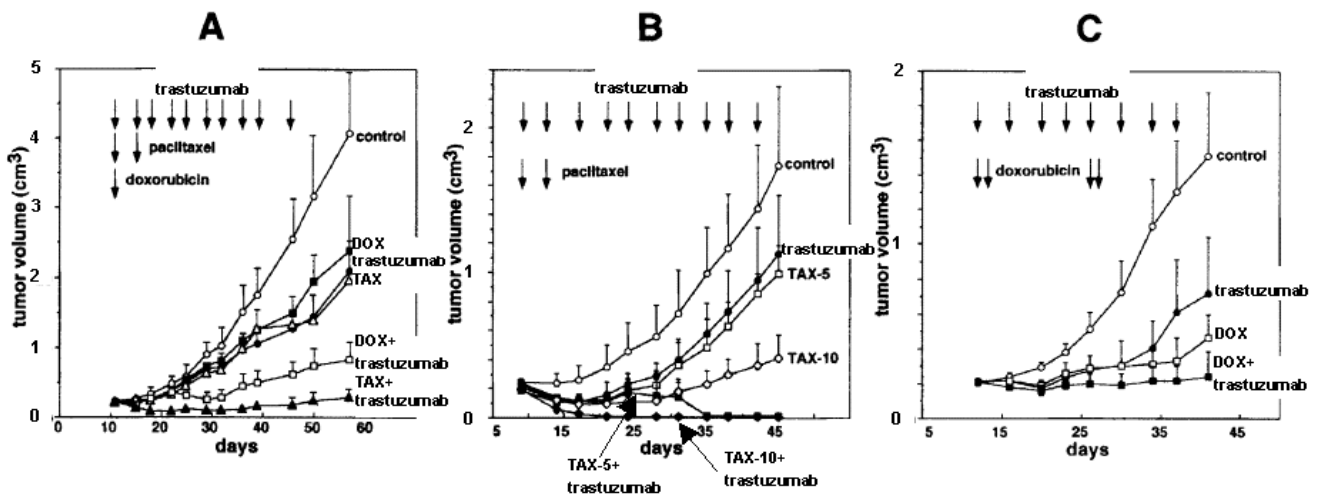 A
B
C
5
4
3
2
1
0
tumor volume (cm3)
trastuzumab
paclitaxel
doxorubicin
control
DOX
trastuzumab
TAX
DOX+
trastuzumab
TAX+
trastuzumab
0 10 20 30 40 50 60
days
2
1
0
tumor volume (cm3)
trastuzumab
paclitaxel
control
trastuzumab
TAX-5
TAX-10
5 15 25 35 45
days
TAX-5+
trastuzumab
TAX-10+
trastuzumab
2
1
0
tumor volume (cm3)
trastuzumab
doxorubicin
control
trastuzumab
DOX
DOX+
trastuzumab
5 15 25 35 45
days